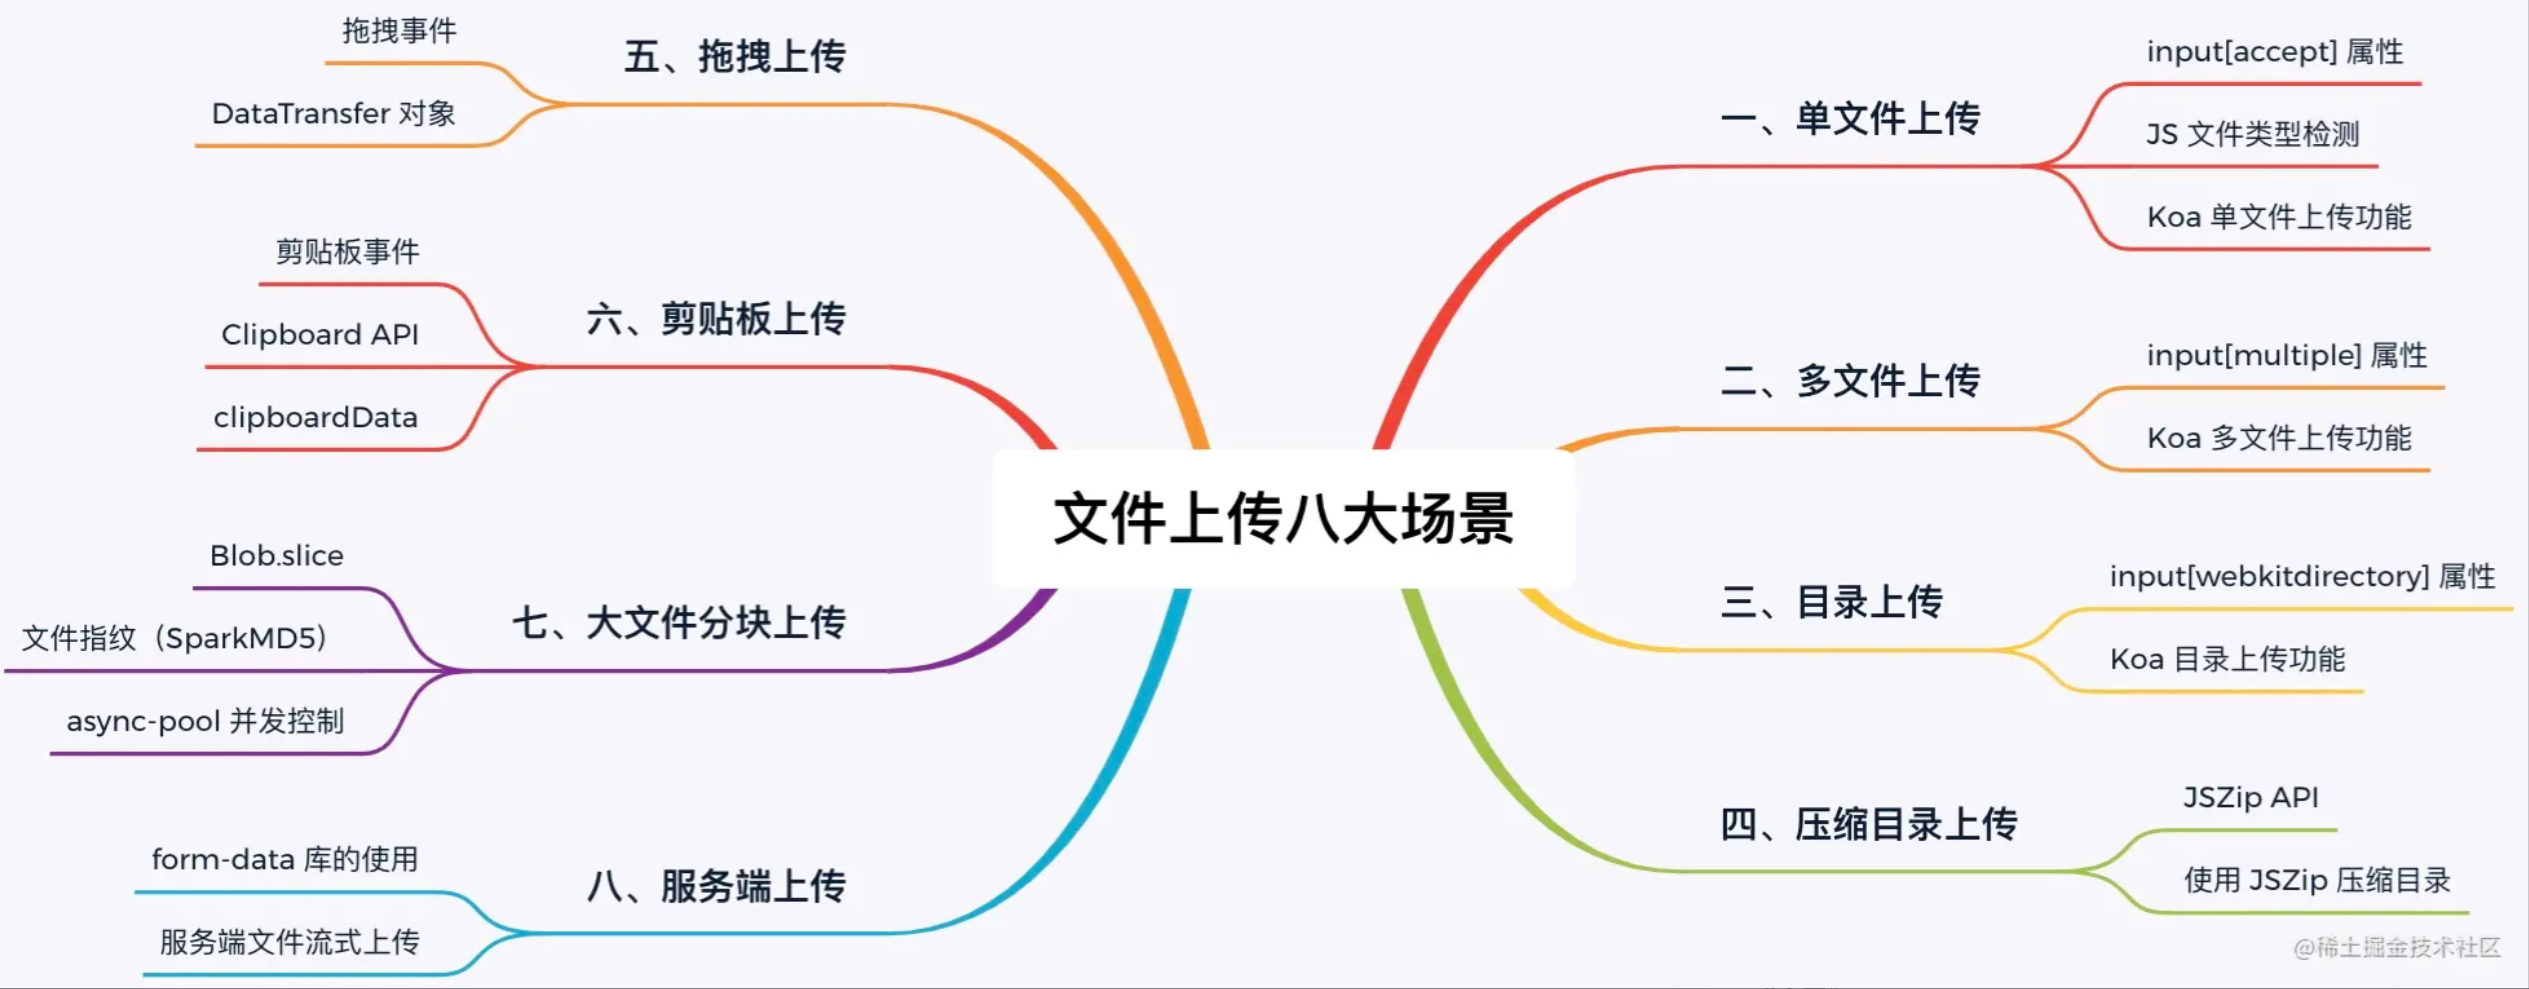 文件上传八大场景
一、单文件上传
input[accept] 属性
JS 文件类型检测
Koa 单文件上传功能
二、多文件上传
input[multiple] 属性
Koa 多文件上传功能
三、目录上传
input[webkitdirectory] 属性
Koa 目录上传功能
四、压缩目录上传
JSZip API
使用 JSZip 压缩目录
五、拖拽上传
拖拽事件
DataTransfer 对象
六、剪贴板上传
剪贴板事件
Clipboard API
clipboardData
七、大文件分块上传
Blob.slice
文件指纹（SparkMD5）
async-pool 并发控制
八、服务端上传
form-data 库的使用
服务端文件流式上传
@稀土掘金技术社区